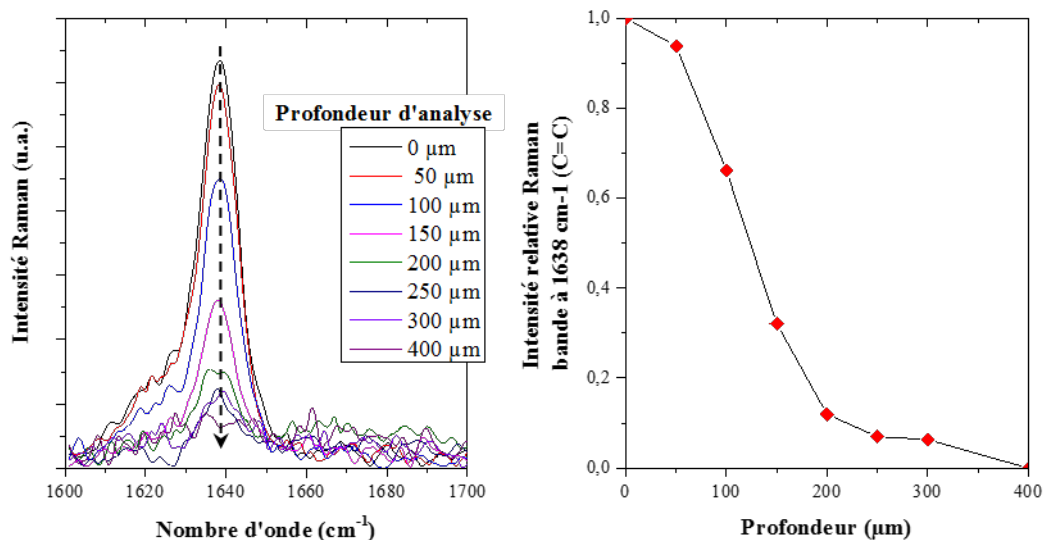 Intensité Raman (u.a.)
Profondeur d'analyse
0 µm
50 µm
100 µm
150 µm
200 µm
250 µm
300 µm
400 µm
1600
1620
1640
1660
1680
1700
Nombre d'onde (cm⁻¹)
Intensité relative Raman
bande à 1638 cm-1 (C=C)
1,0
0,8
0,6
0,4
0,2
0,0
0
100
200
300
400
Profondeur (µm)